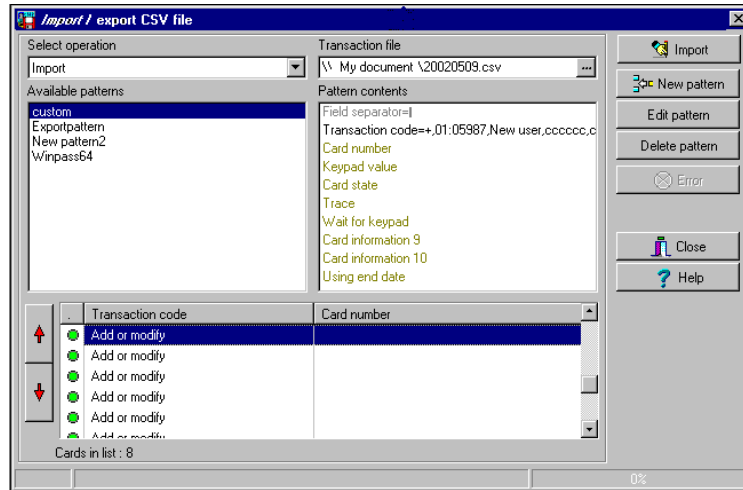 Import / export CSV file
Select operation
Import
Transaction file
\\ My document \20020509.csv ...
Available patterns
custom
Exportpattern
New pattern2
Winpass64
Pattern contents
Field separator=|
Transaction code=+,01:05987,New user,cccccc,c
Card number
Keypad value
Card state
Trace
Wait for keypad
Card information 9
Card information 10
Using end date
Import
New pattern
Edit pattern
Delete pattern
Error
Close
Help
. Transaction code Card number
Add or modify
Add or modify
Add or modify
Add or modify
Add or modify
Add or modify
Cards in list : 8
0%